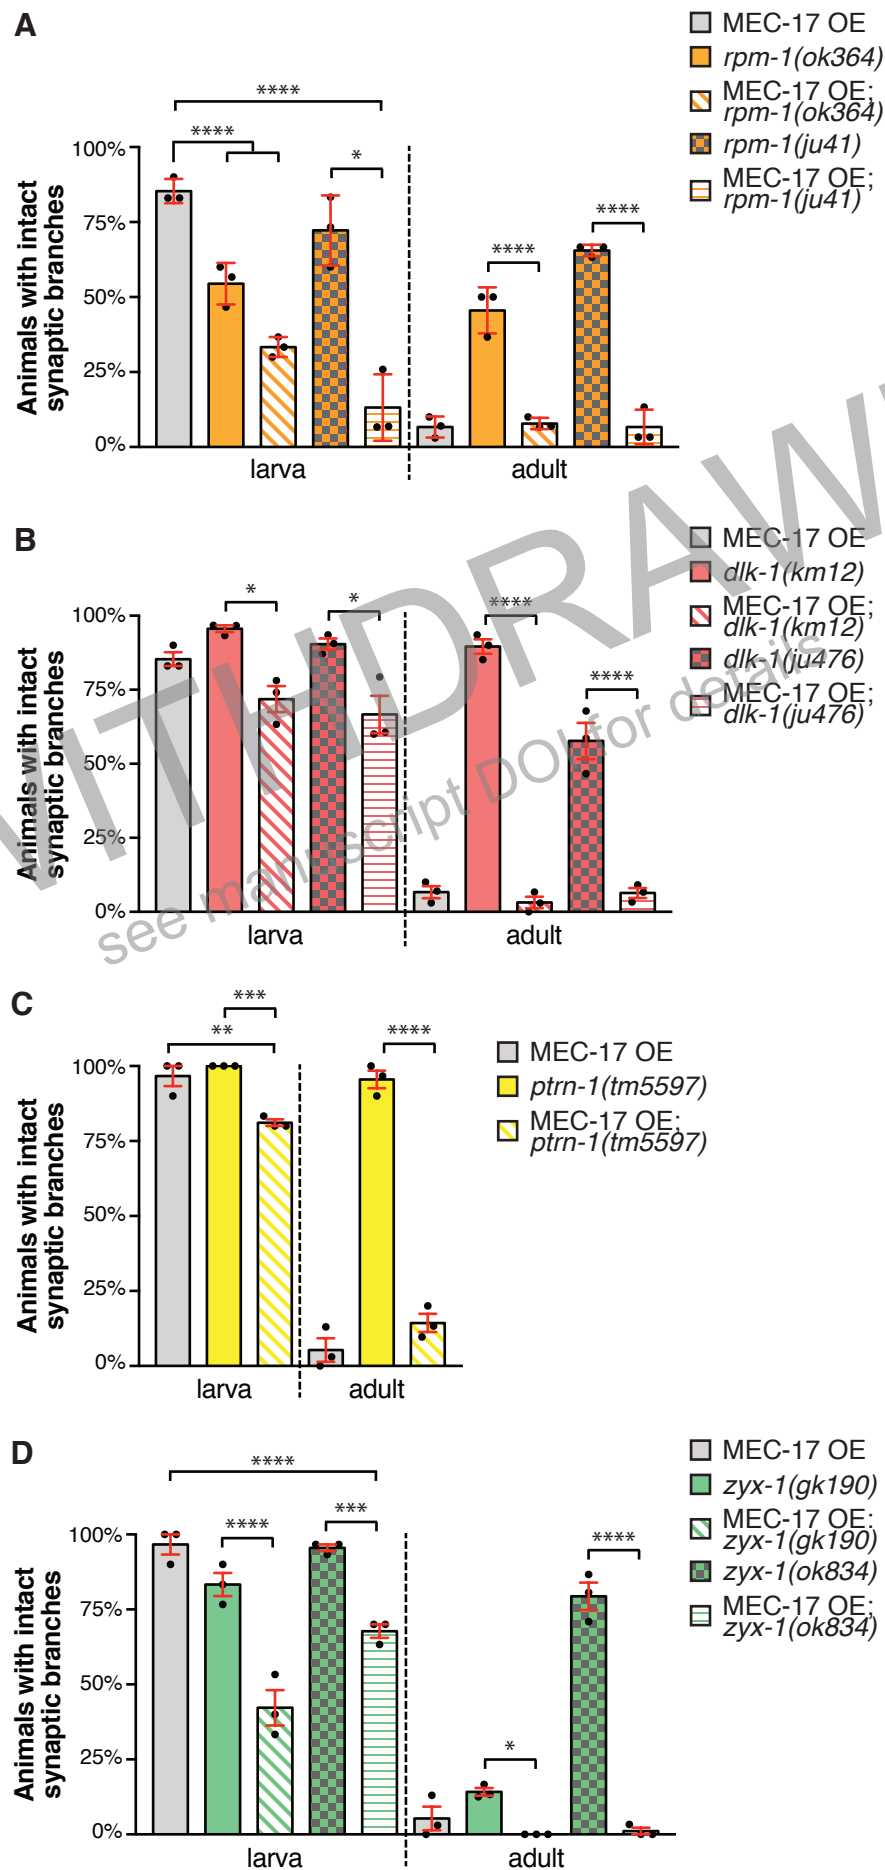 A
MEC-17 OE
rpm-1(ok364)
MEC-17 OE;
rpm-1(ok364)
rpm-1(ju41)
MEC-17 OE;
rpm-1(ju41)
Animals with intact
synaptic branches
100%
75%
50%
25%
0%
****
****
*
****
****
larva
adult
B
MEC-17 OE
dlk-1(km12)
MEC-17 OE;
dlk-1(km12)
dlk-1(ju476)
MEC-17 OE;
dlk-1(ju476)
Animals with intact
synaptic branches
100%
75%
50%
25%
0%
*
*
****
****
larva
adult
WITHDRAWN
see manuscript DOI for details
C
MEC-17 OE
ptrn-1(tm5597)
MEC-17 OE;
ptrn-1(tm5597)
Animals with intact
synaptic branches
100%
75%
50%
25%
0%
***
**
****
larva
adult
D
MEC-17 OE
zyx-1(gk190)
MEC-17 OE;
zyx-1(gk190)
zyx-1(ok834)
MEC-17 OE;
zyx-1(ok834)
Animals with intact
synaptic branches
100%
75%
50%
25%
0%
****
****
***
*
****
larva
adult